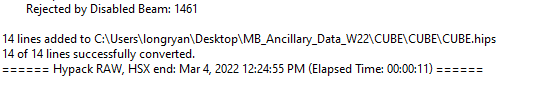 Rejected by Disabled Beam: 1461
14 lines added to C:\Users\longryan\Desktop\MB_Ancillary_Data_W22\CUBE\CUBE\CUBE.hips
14 of 14 lines successfully converted.
====== Hypack RAW, HSX end: Mar 4, 2022 12:24:55 PM (Elapsed Time: 00:00:11) ======